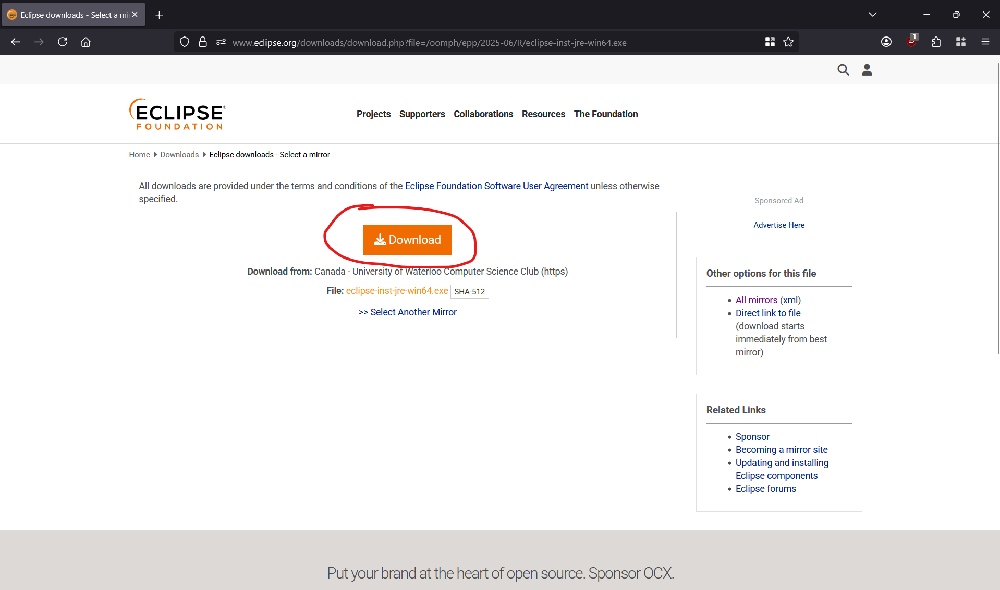 Eclipse downloads - Select a mi
www.eclipse.org/downloads/download.php?file=/oomph/epp/2025-06/R/eclipse-inst-jre-win64.exe
1
ECLIPSE®
FOUNDATION
Projects Supporters Collaborations Resources The Foundation
Home Downloads Eclipse downloads - Select a mirror
All downloads are provided under the terms and conditions of the Eclipse Foundation Software User Agreement unless otherwise
specified.
Download
Download from: Canada - University of Waterloo Computer Science Club (https)
File: eclipse-inst-jre-win64.exe SHA-512
>> Select Another Mirror
Sponsored Ad
Advertise Here
Other options for this file
All mirrors (xml)
Direct link to file
(download starts
immediately from best
mirror)
Related Links
Sponsor
Becoming a mirror site
Updating and installing
Eclipse components
Eclipse forums
Put your brand at the heart of open source. Sponsor OCX.